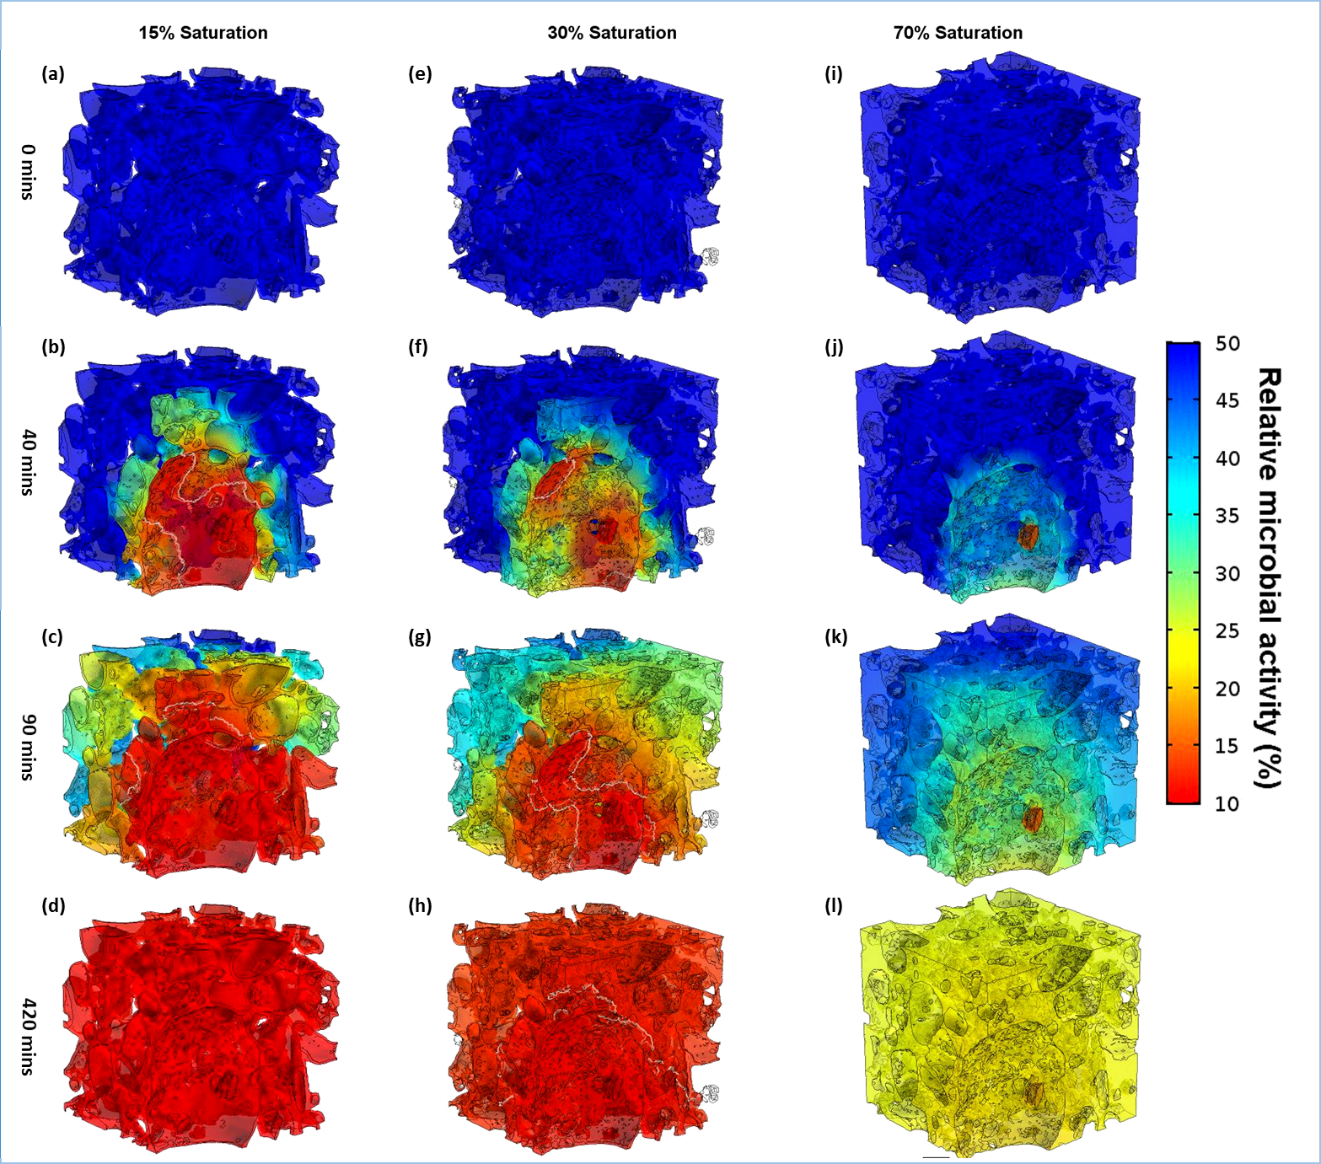 15% Saturation
30% Saturation
70% Saturation
(a)
(e)
(i)
0 mins
(b)
(f)
(j)
40 mins
50
45
40
35
30
25
20
15
10
Relative microbial activity (%)
(c)
(g)
(k)
90 mins
(d)
(h)
(l)
420 mins